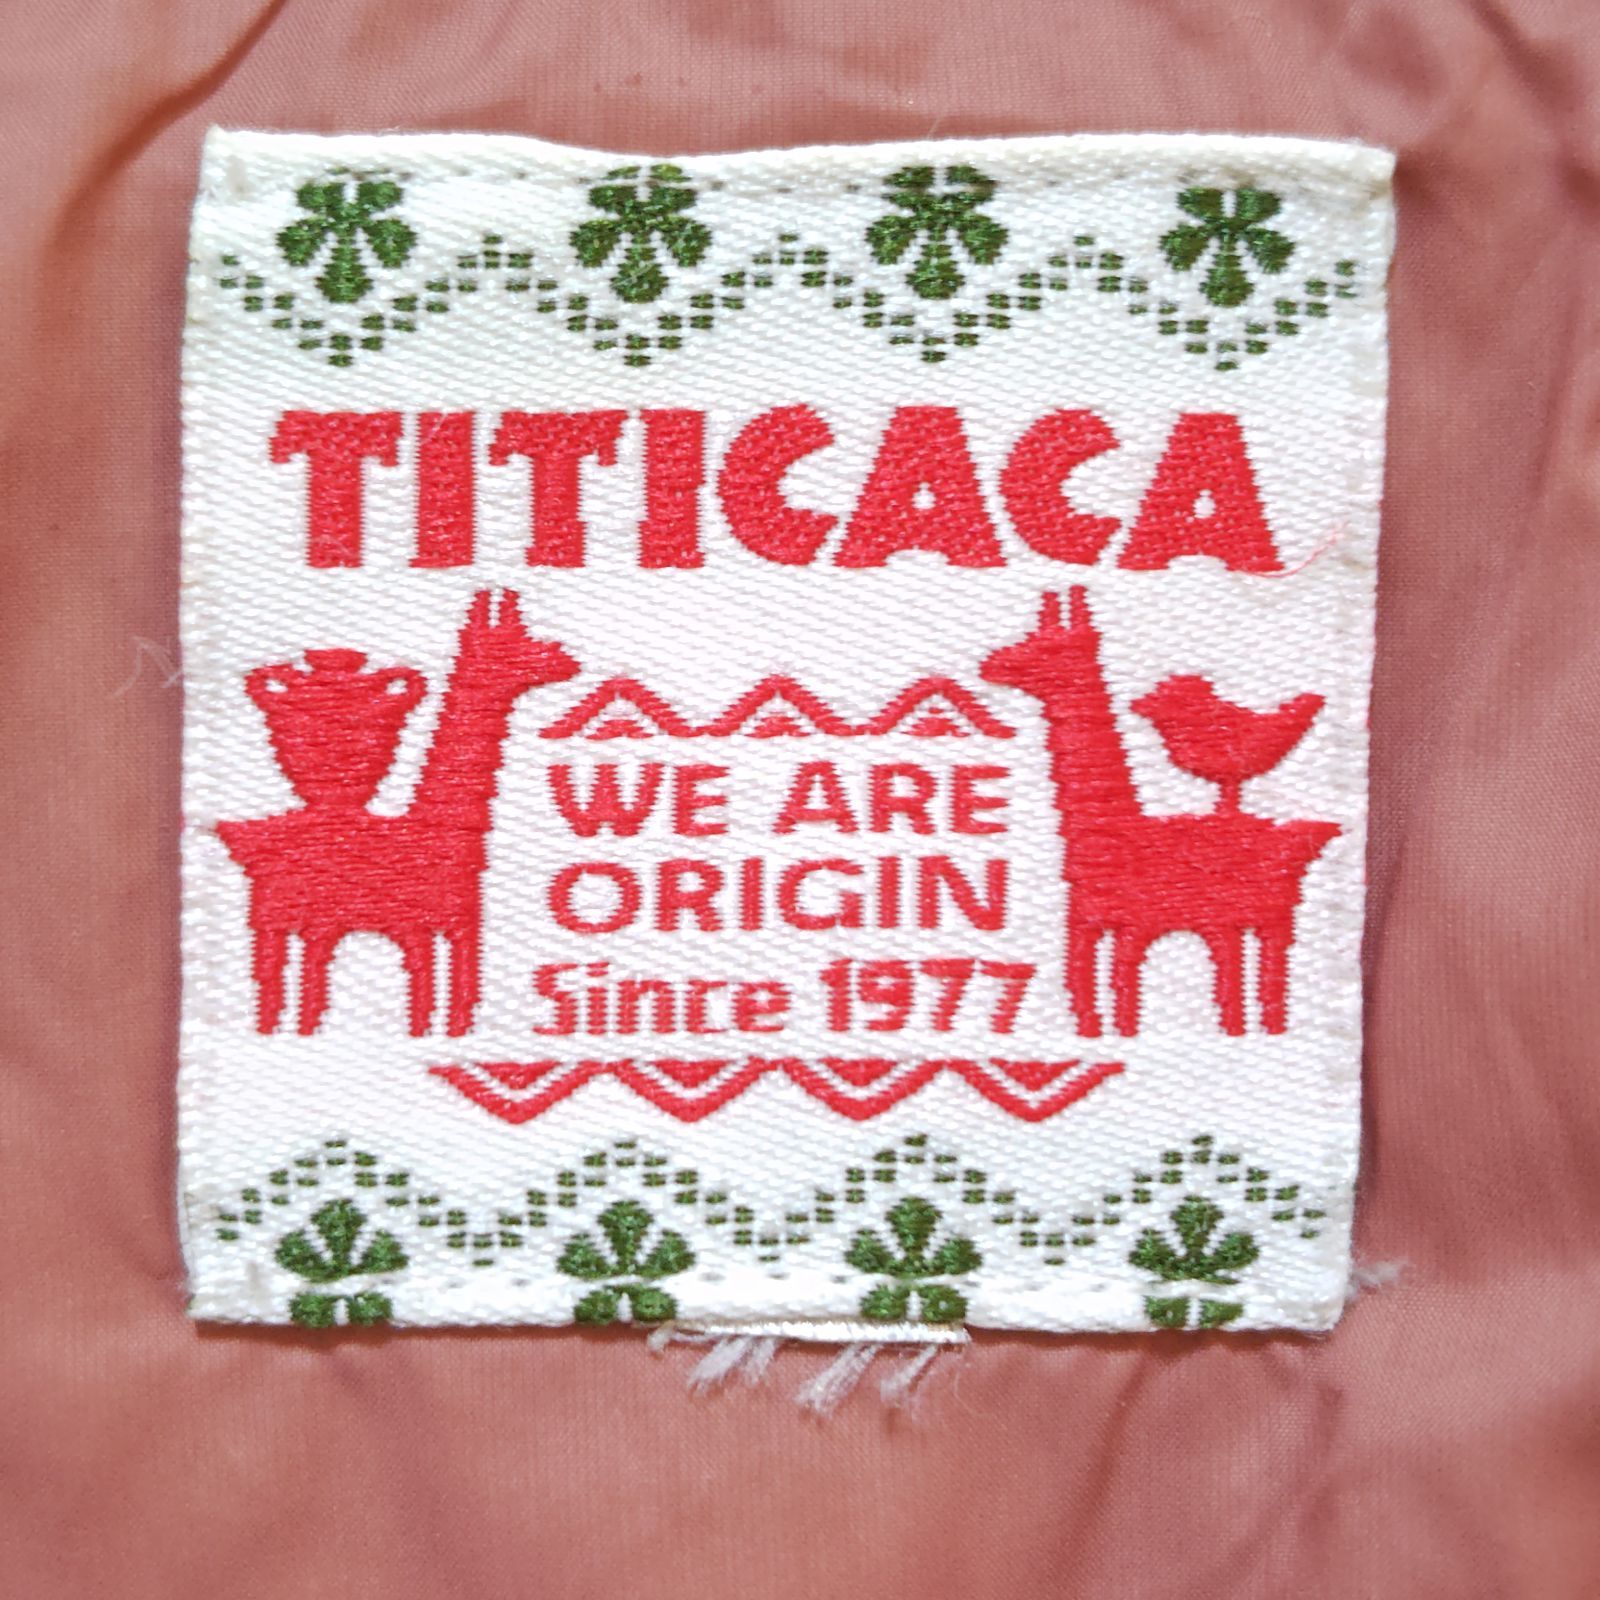 TITICACA
WE ARE
ORIGIN
Since 1977